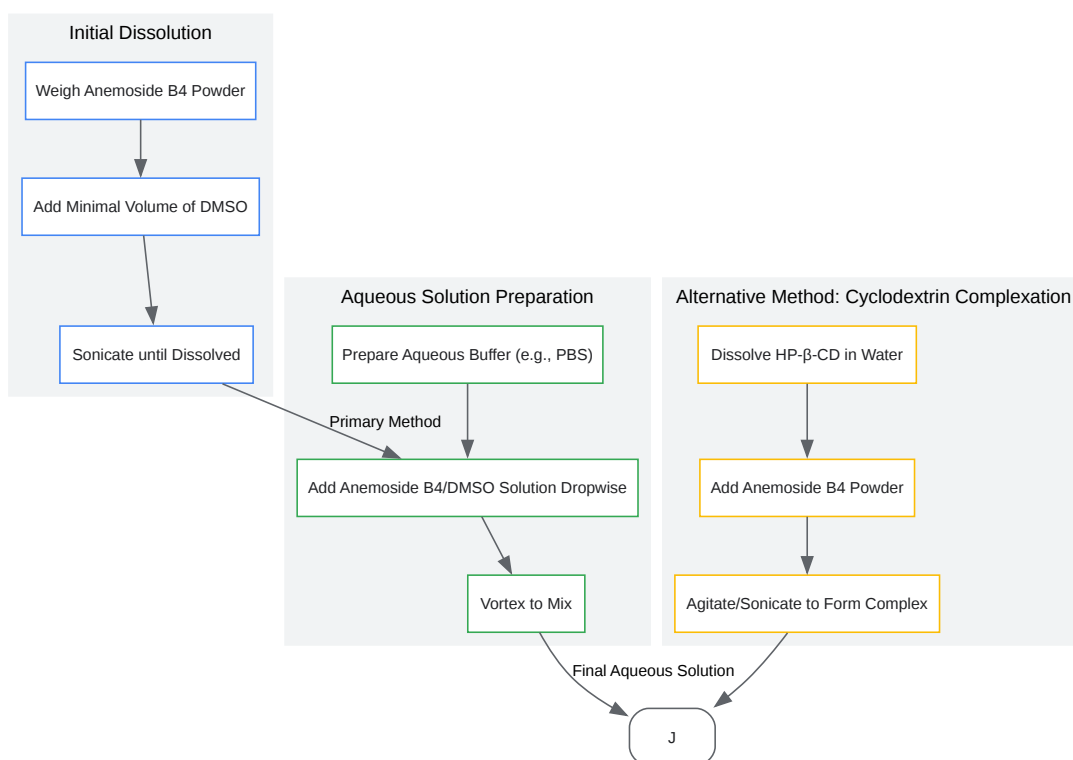 Initial Dissolution
Weigh Anemoside B4 Powder
Add Minimal Volume of DMSO
Sonicate until Dissolved
Primary Method
Aqueous Solution Preparation
Prepare Aqueous Buffer (e.g., PBS)
Add Anemoside B4/DMSO Solution Dropwise
Vortex to Mix
Alternative Method: Cyclodextrin Complexation
Dissolve HP-β-CD in Water
Add Anemoside B4 Powder
Agitate/Sonicate to Form Complex
Final Aqueous Solution
J